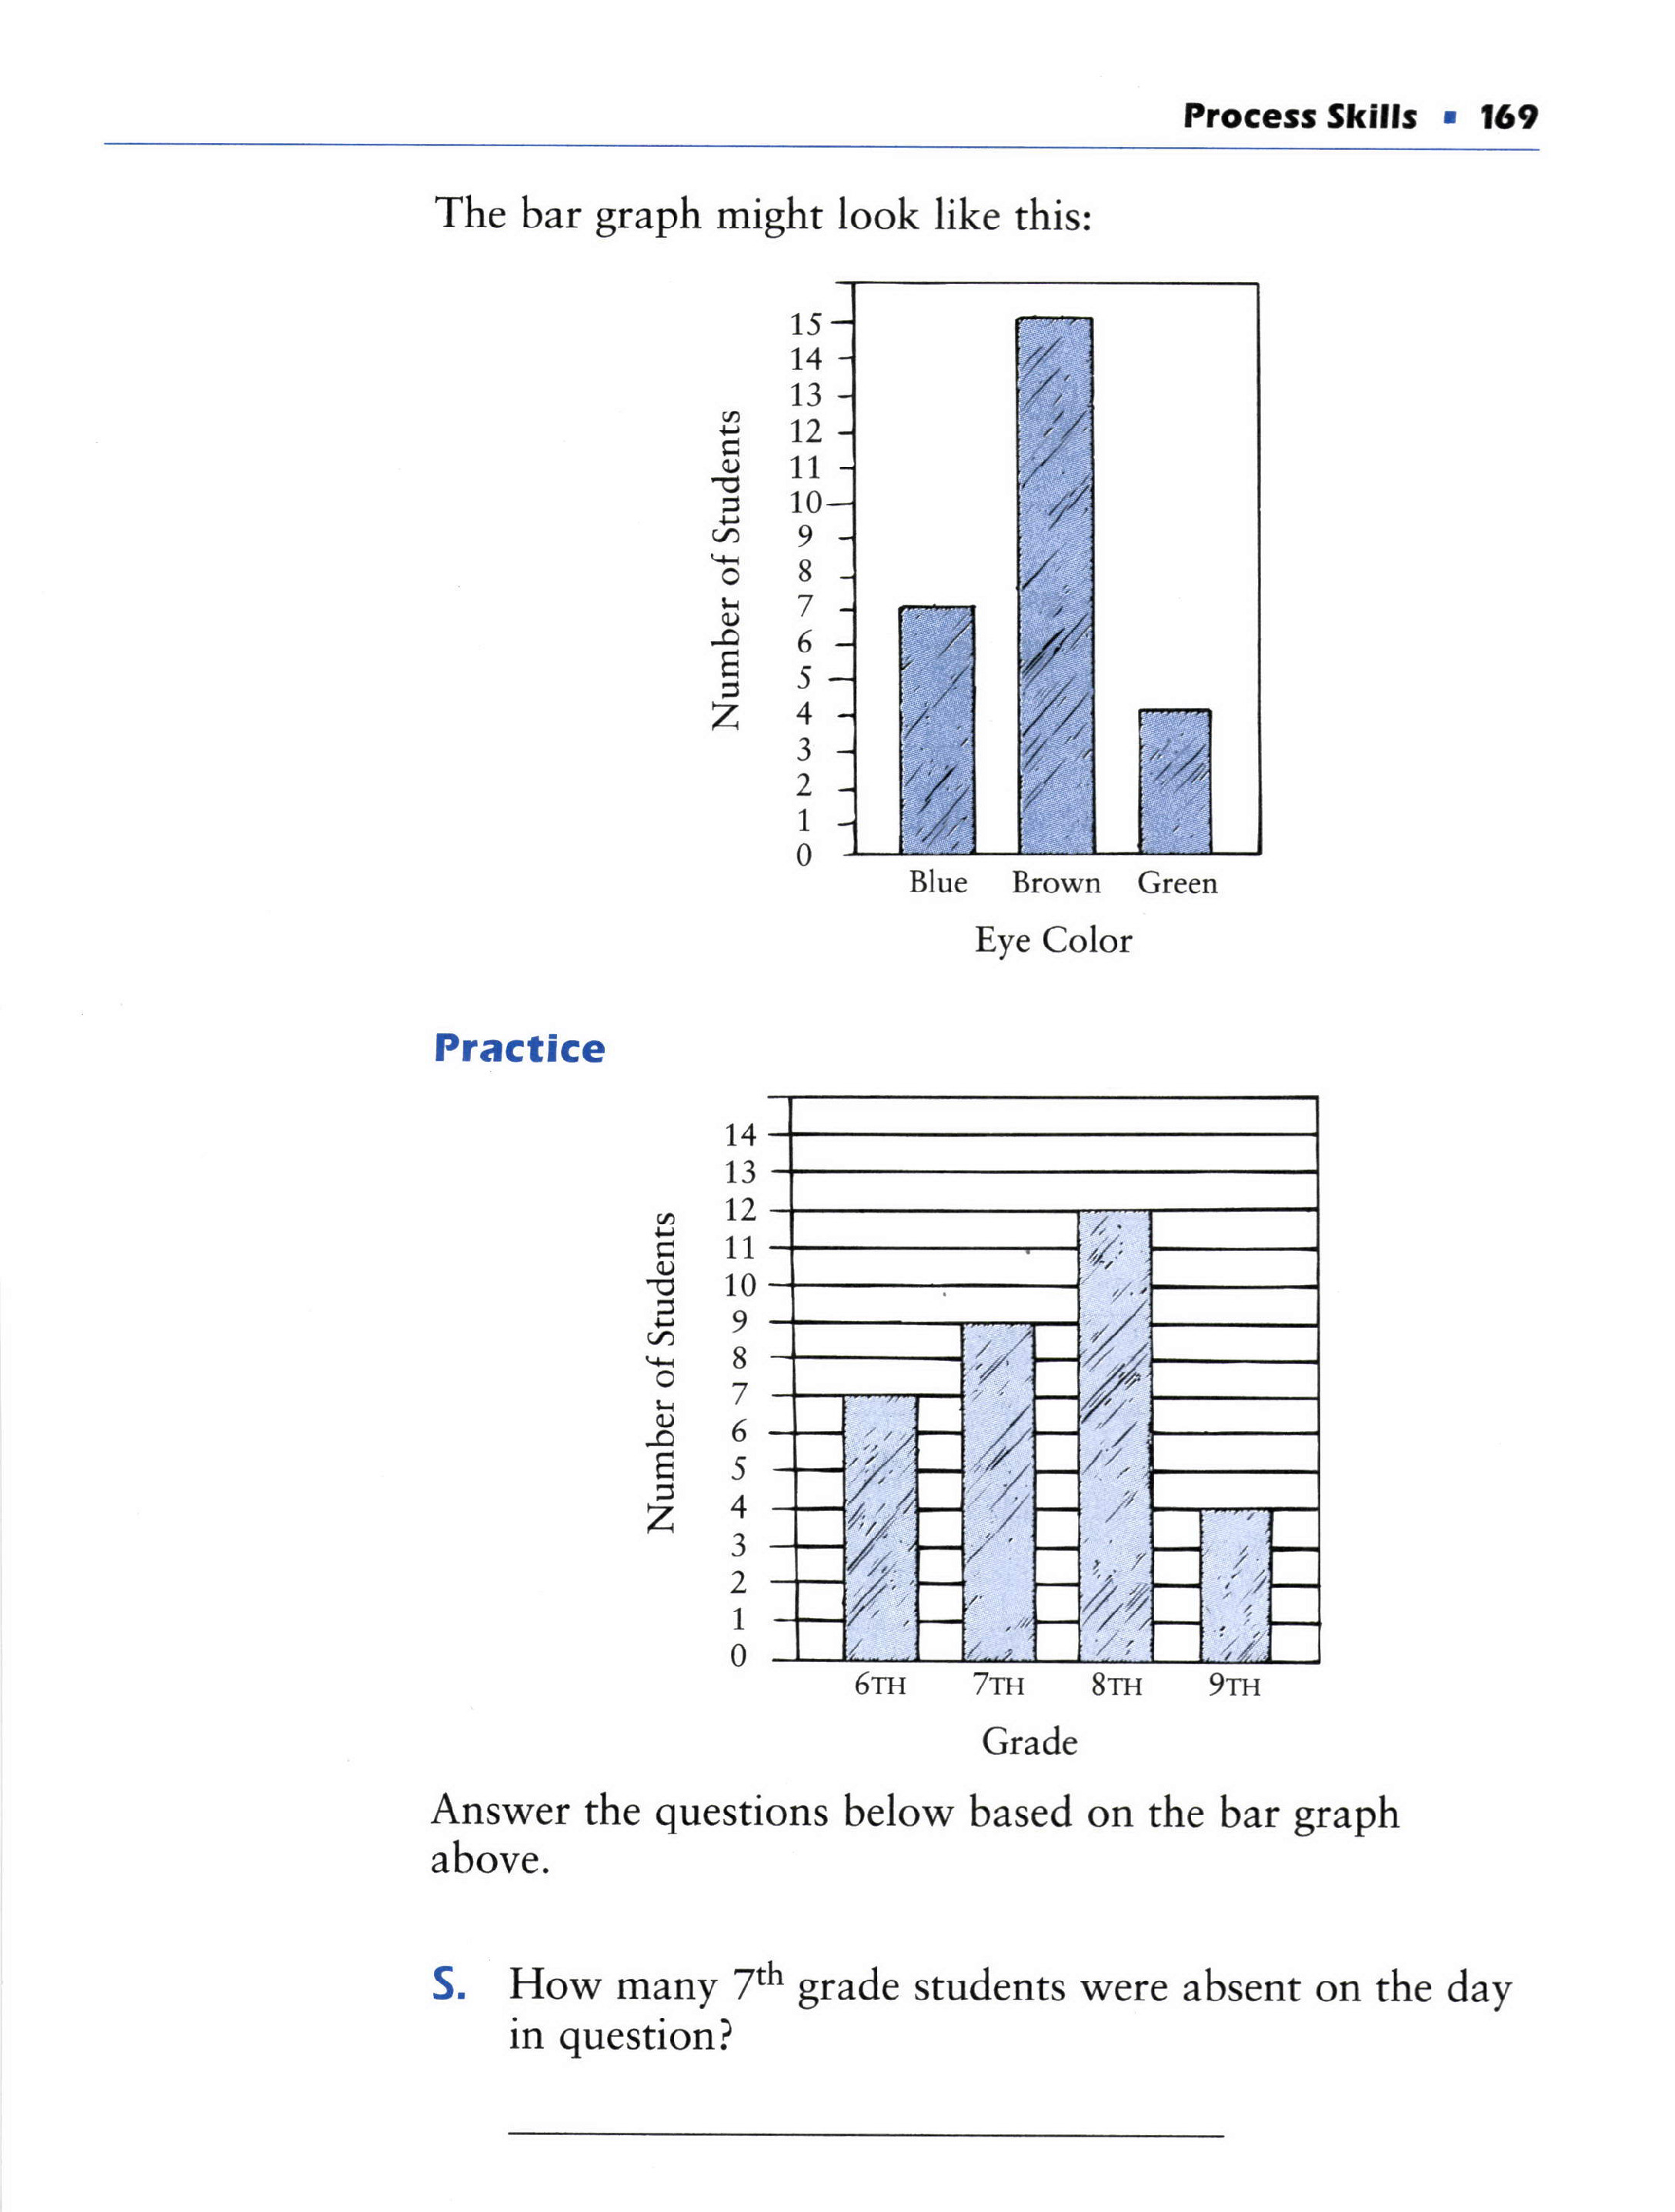 Process Skills ▪ 169
The bar graph might look like this:
Number of Students
15
14
13
12
11
10
9
8
7
6
5
4
3
2
1
0
Blue Brown Green
Eye Color
Practice
Number of Students
14
13
12
11
10
9
8
7
6
5
4
3
2
1
0
6TH 7TH 8TH 9TH
Grade
Answer the questions below based on the bar graph
above.
S. How many 7th grade students were absent on the day
in question?